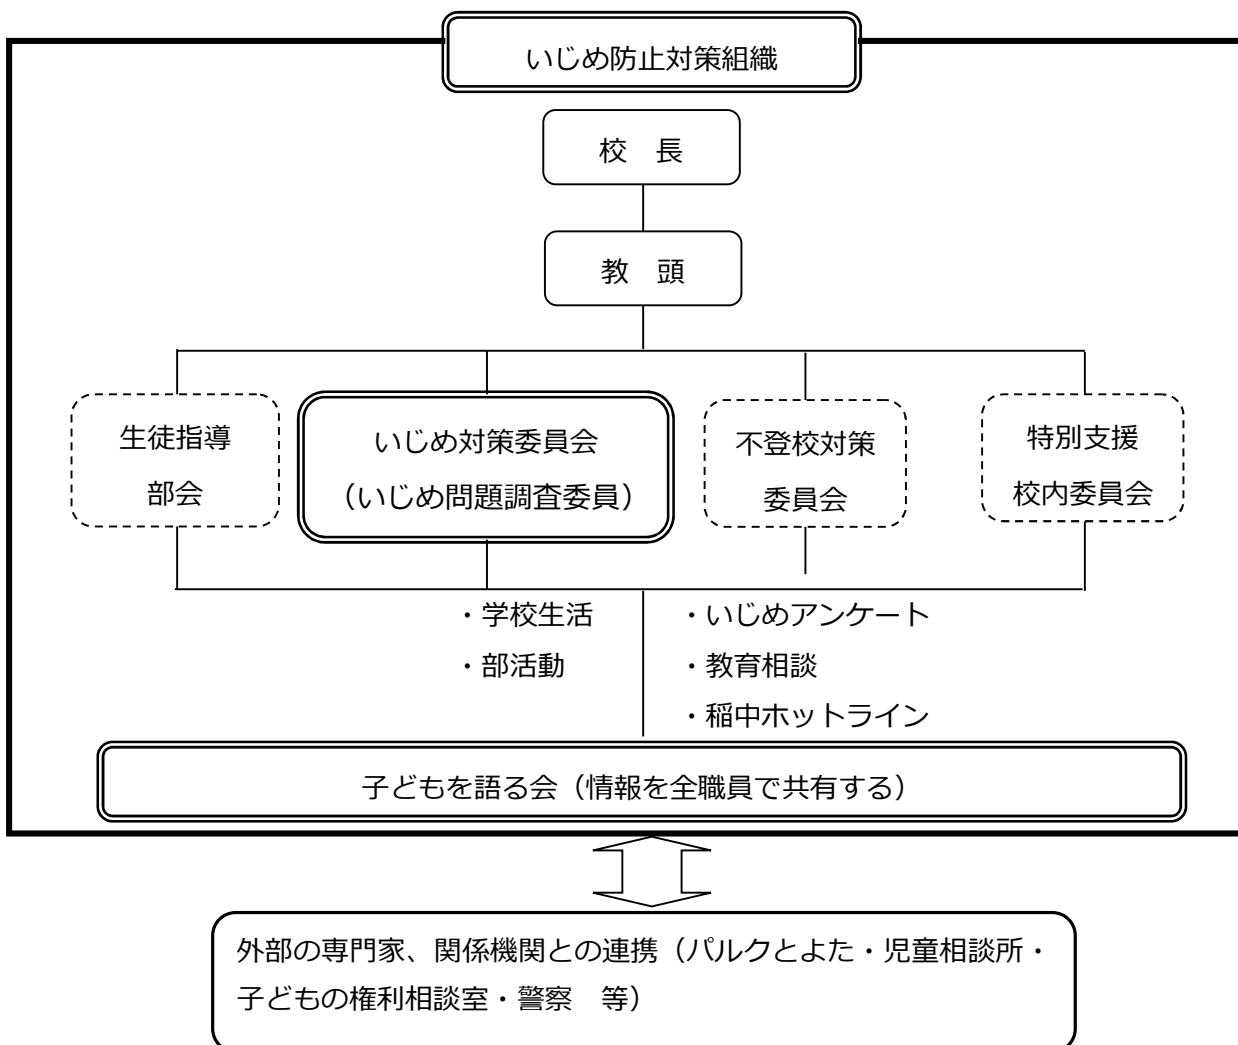 いじめ防止対策組織
校　長
教　頭
生徒指導
部会
いじめ対策委員会
（いじめ問題調査委員）
不登校対策
委員会
特別支援
校内委員会
・学校生活
・部活動
・いじめアンケート
・教育相談
・稲中ホットライン
子どもを語る会（情報を全職員で共有する）
外部の専門家、関係機関との連携（パルクとよた・児童相談所・
子どもの権利相談室・警察　等）